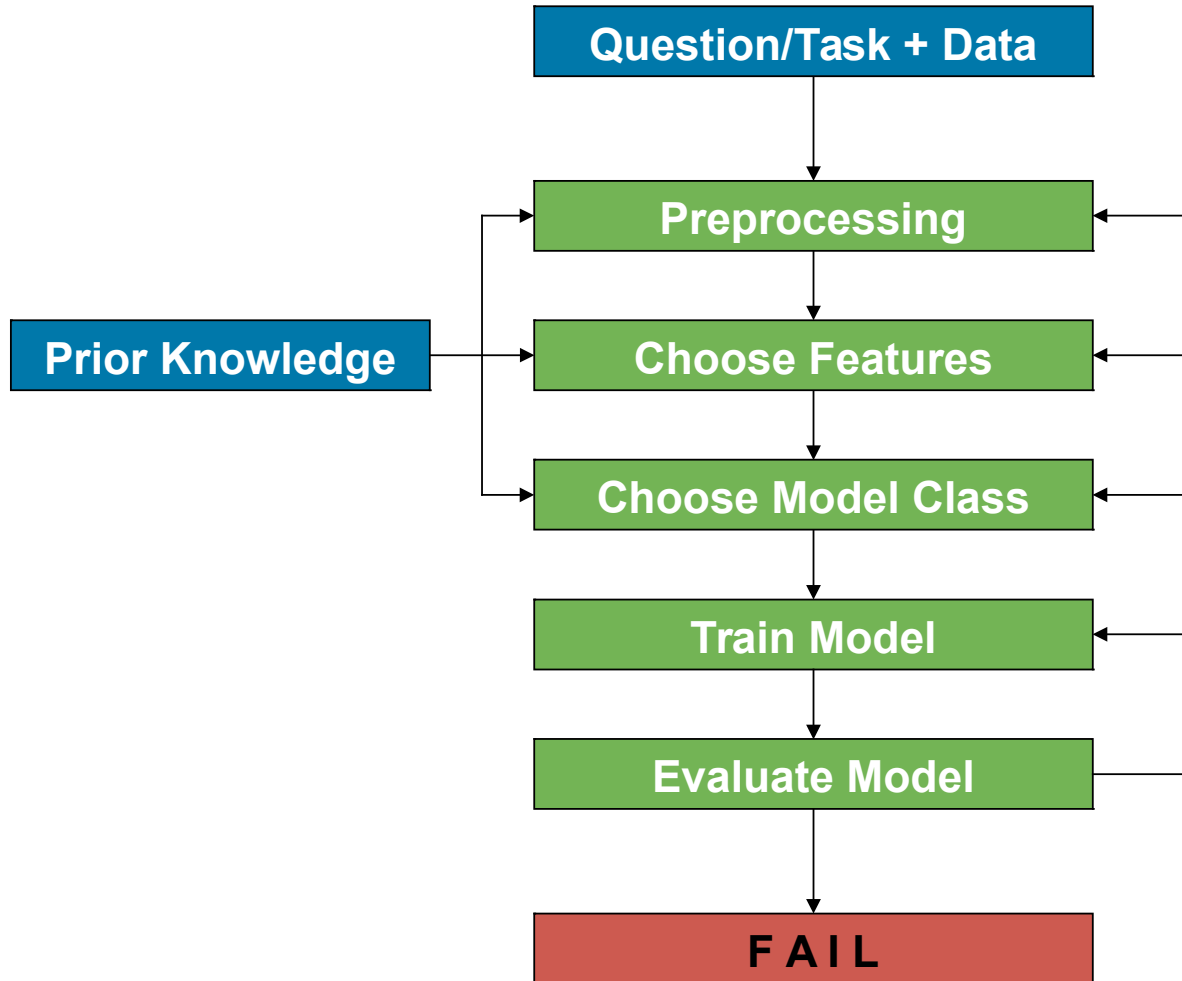 Question/Task + Data
Preprocessing
Prior Knowledge
Choose Features
Choose Model Class
Train Model
Evaluate Model
F A I L